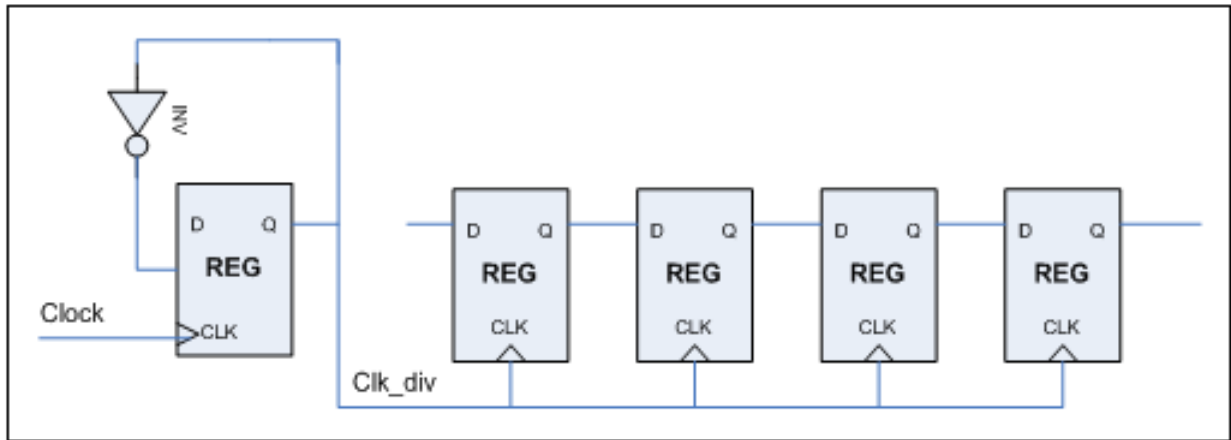 INV
D Q
REG
CLK
Clock
D Q
REG
CLK
D Q
REG
CLK
D Q
REG
CLK
D Q
REG
CLK
Clk_div